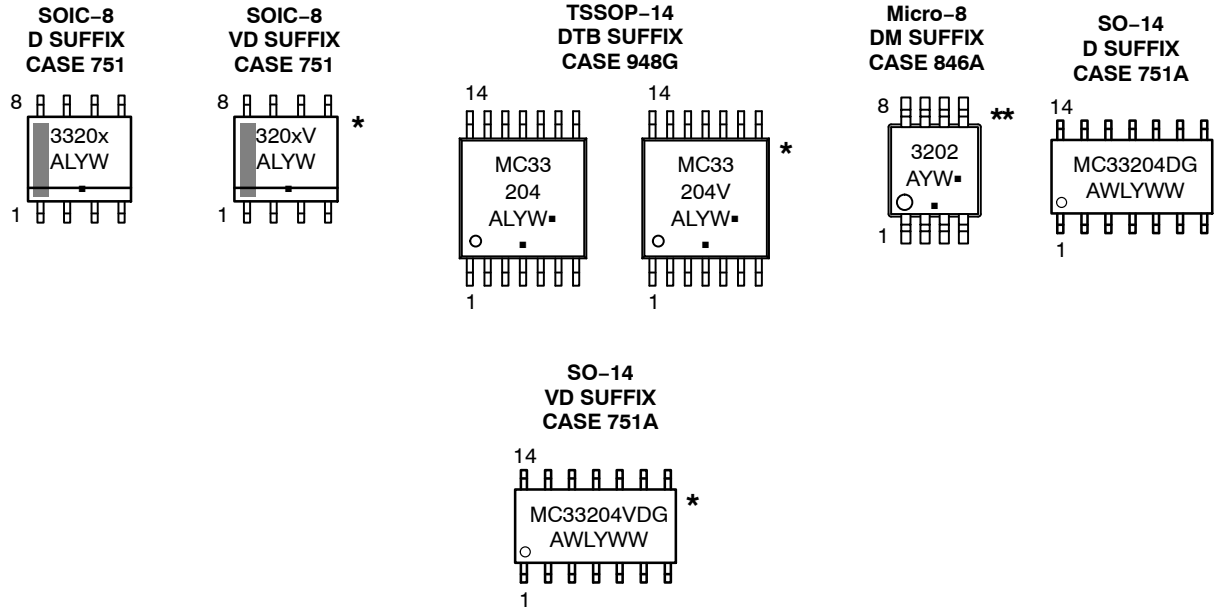 SOIC−8
D SUFFIX
CASE 751
8
3320x
ALYW
1
SOIC−8
VD SUFFIX
CASE 751
8
320xV
ALYW
*
1
TSSOP−14
DTB SUFFIX
CASE 948G
14
MC33
204
ALYW▪
▪
1
14
MC33
204V
ALYW▪
▪
*
1
Micro−8
DM SUFFIX
CASE 846A
8
3202
AYW▪
▪
**
1
SO−14
D SUFFIX
CASE 751A
14
MC33204DG
AWLYWW
1
SO−14
VD SUFFIX
CASE 751A
14
MC33204VDG
AWLYWW
*
1